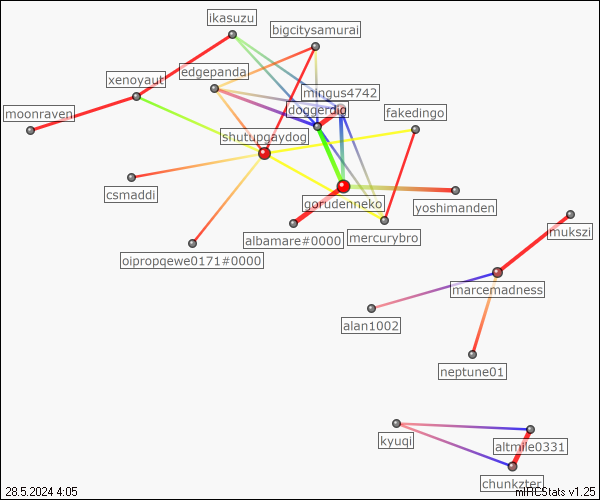 ikasuzu
bigcitysamurai
edgepanda
xenoyaut
mingus4742
doggerdig
moonraven
fakedingo
shutupgaydog
csmaddi
gorudenneko
yoshimanden
albamare#0000
mercurybro
mukszi
oipropqewe0171#0000
marcemadness
alan1002
neptune01
kyuqi
altmile0331
chunkzter
28.5.2024 4:05
mIRCStats v1.25